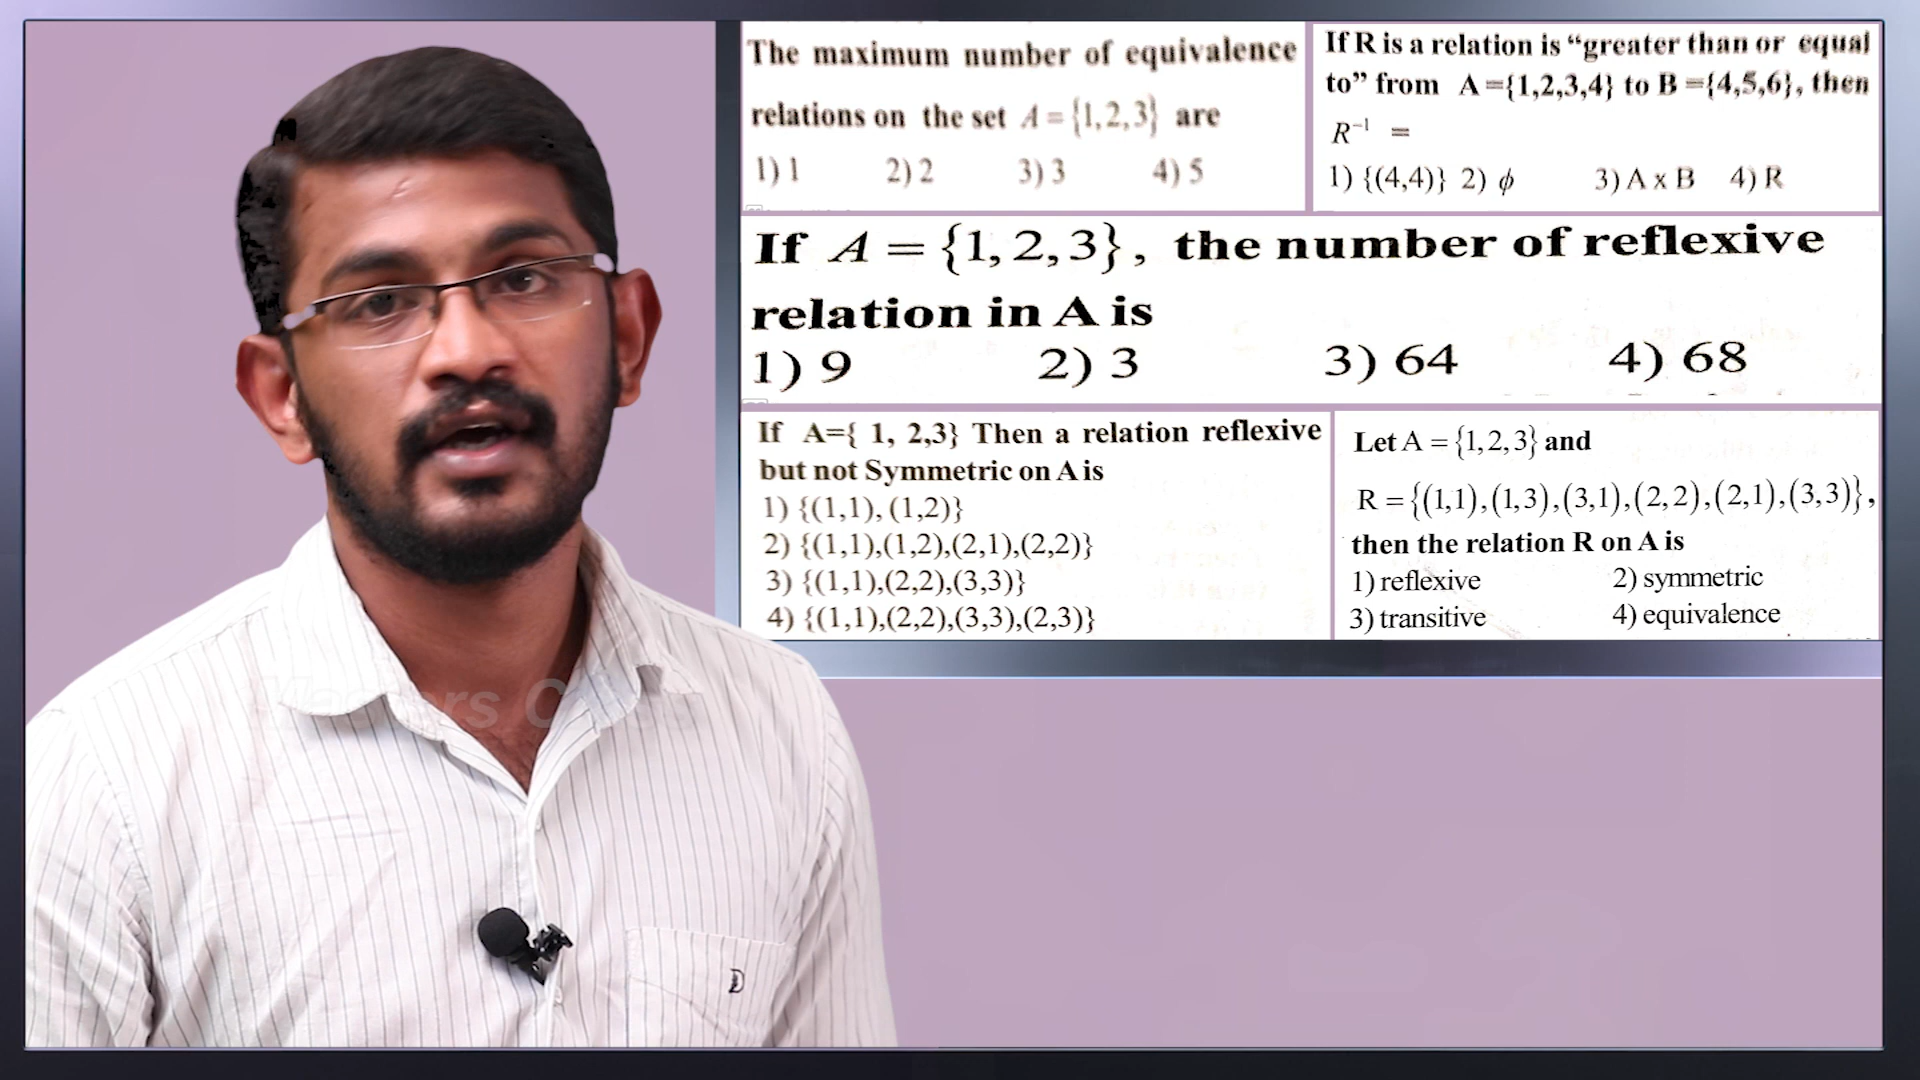 The maximum number of equivalence
relations on the set A = {1,2,3} are
1) 1 2) 2 3) 3 4) 5
If R is a relation is “greater than or equal
to” from A ={1,2,3,4} to B ={4,5,6}, then
R⁻¹ =
1) {(4,4)} 2) ϕ 3) A x B 4) R
If A = {1, 2, 3}, the number of reflexive
relation in A is
1) 9 2) 3 3) 64 4) 68
If A={ 1, 2,3} Then a relation reflexive
but not Symmetric on A is
1) {(1,1), (1,2)}
2) {(1,1),(1,2),(2,1),(2,2)}
3) {(1,1),(2,2),(3,3)}
4) {(1,1),(2,2),(3,3),(2,3)}
Let A = {1,2,3} and
R = {(1,1),(1,3),(3,1),(2,2),(2,1),(3,3)},
then the relation R on A is
1) reflexive 2) symmetric
3) transitive 4) equivalence
D